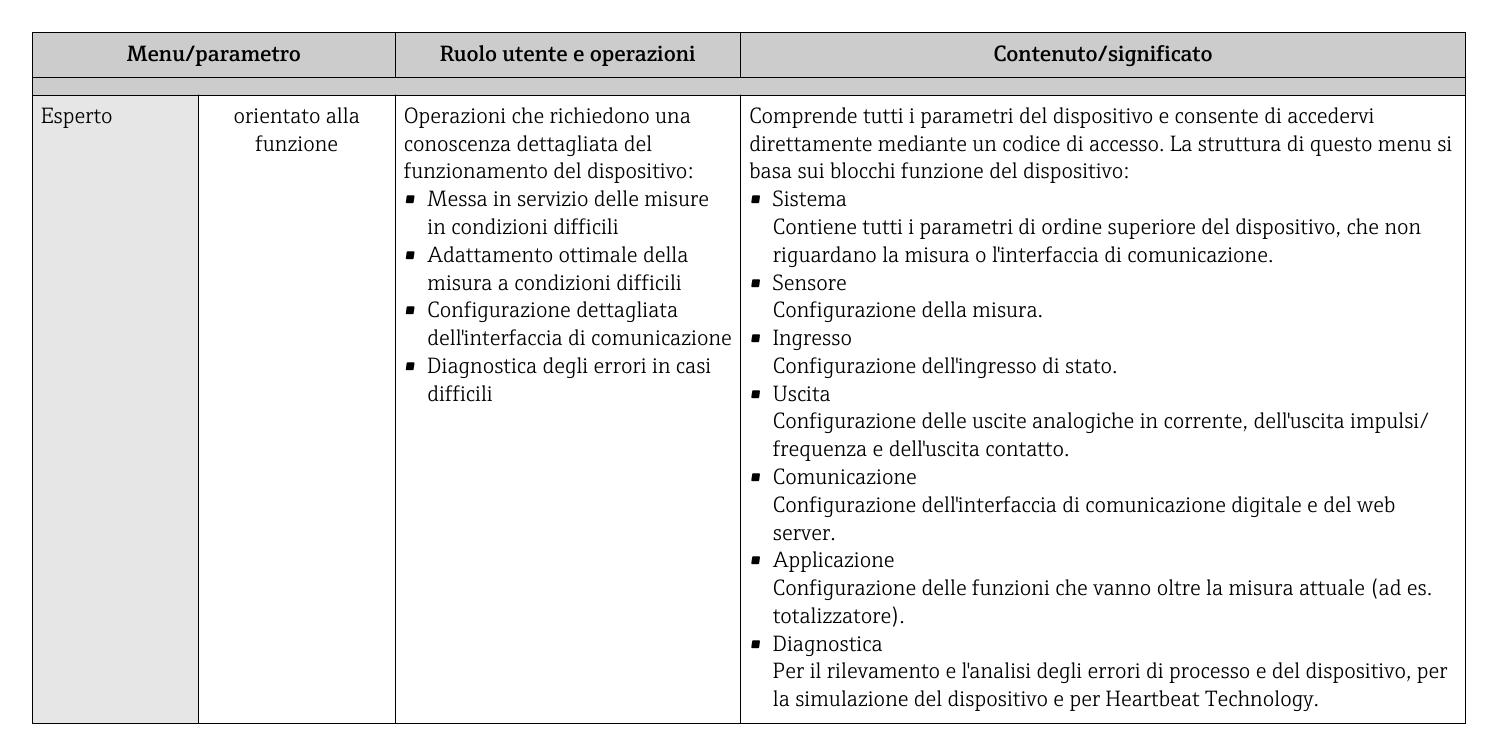 Menu/parametro
Ruolo utente e operazioni
Contenuto/significato
Esperto
orientato alla
funzione
Operazioni che richiedono una
conoscenza dettagliata del
funzionamento del dispositivo:
▪ Messa in servizio delle misure
in condizioni difficili
▪ Adattamento ottimale della
misura a condizioni difficili
▪ Configurazione dettagliata
dell'interfaccia di comunicazione
▪ Diagnostica degli errori in casi
difficili
Comprende tutti i parametri del dispositivo e consente di accedervi
direttamente mediante un codice di accesso. La struttura di questo menu si
basa sui blocchi funzione del dispositivo:
▪ Sistema
Contiene tutti i parametri di ordine superiore del dispositivo, che non
riguardano la misura o l'interfaccia di comunicazione.
▪ Sensore
Configurazione della misura.
▪ Ingresso
Configurazione dell'ingresso di stato.
▪ Uscita
Configurazione delle uscite analogiche in corrente, dell'uscita impulsi/
frequenza e dell'uscita contatto.
▪ Comunicazione
Configurazione dell'interfaccia di comunicazione digitale e del web
server.
▪ Applicazione
Configurazione delle funzioni che vanno oltre la misura attuale (ad es.
totalizzatore).
▪ Diagnostica
Per il rilevamento e l'analisi degli errori di processo e del dispositivo, per
la simulazione del dispositivo e per Heartbeat Technology.